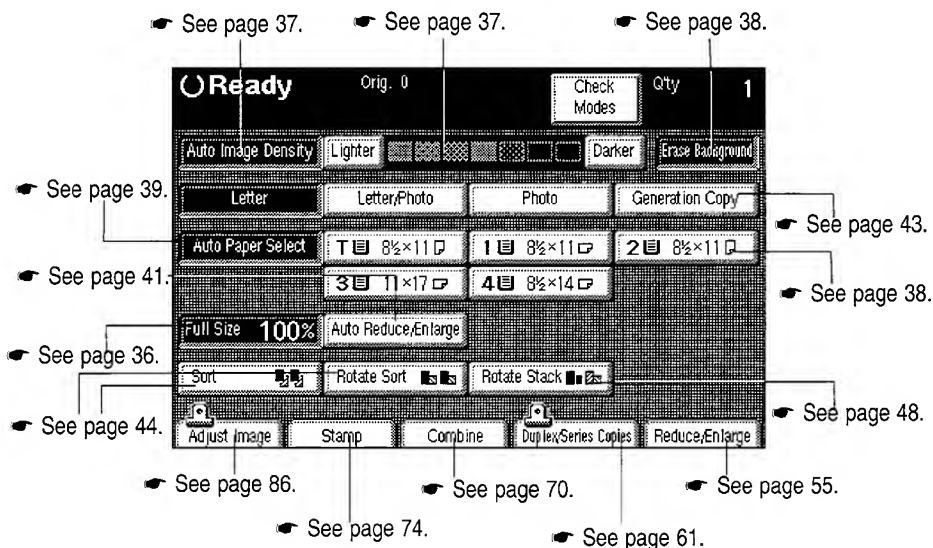 ☛ See page 37. ☛ See page 37. ☛ See page 38.
Ready Orig. 0 Check Modes Q'ty 1
Auto Image Density Lighter Darker Erase Background
☛ See page 39.
Letter Letter/Photo Photo Generation Copy
☛ See page 43.
Auto Paper Select T 8½×11 1 8½×11 2 8½×11
☛ See page 41.
3 11×17 4 8½×14
☛ See page 38.
Full Size 100% Auto Reduce/Enlarge
☛ See page 36.
Sort Rotate Sort Rotate Stack
☛ See page 44.
☛ See page 48.
Adjust Image Stamp Combine Duplex/Series Copies Reduce/Enlarge
☛ See page 86. ☛ See page 70. ☛ See page 55.
☛ See page 74. ☛ See page 61.